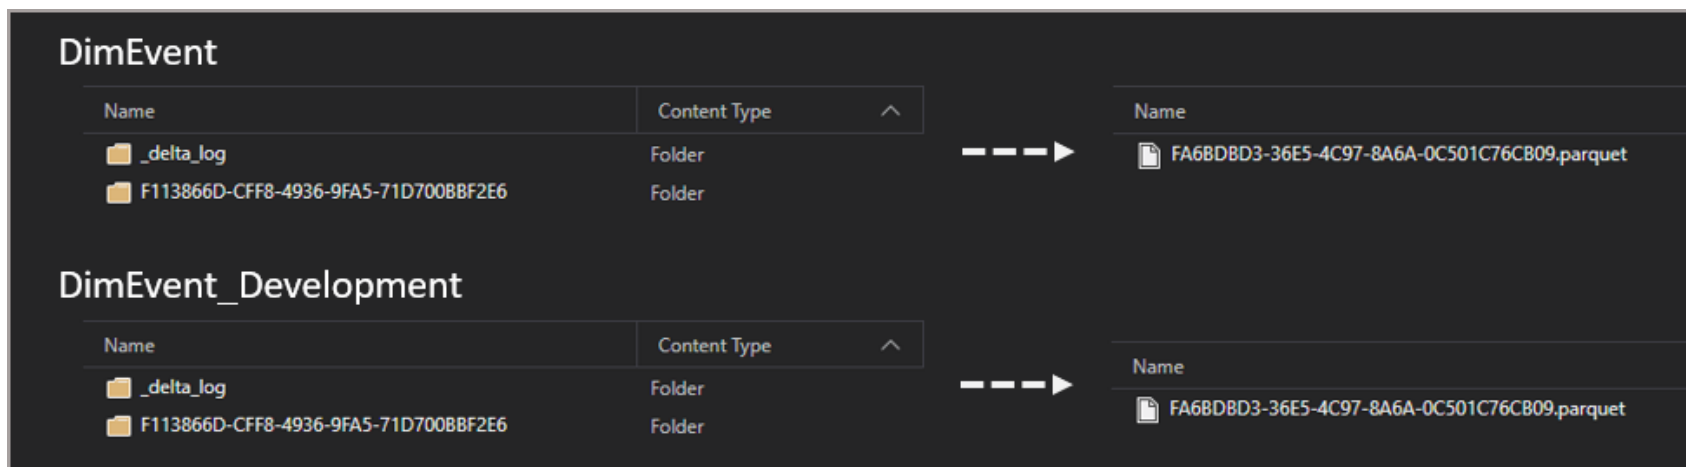 DimEvent
Name Content Type Name
_delta_log Folder FA6BDBD3-36E5-4C97-8A6A-0C501C76CB09.parquet
F113866D-CFF8-4936-9FA5-71D700BBF2E6 Folder
DimEvent_Development
Name Content Type
Name
_delta_log Folder
FA6BDBD3-36E5-4C97-8A6A-0C501C76CB09.parquet
F113866D-CFF8-4936-9FA5-71D700BBF2E6 Folder